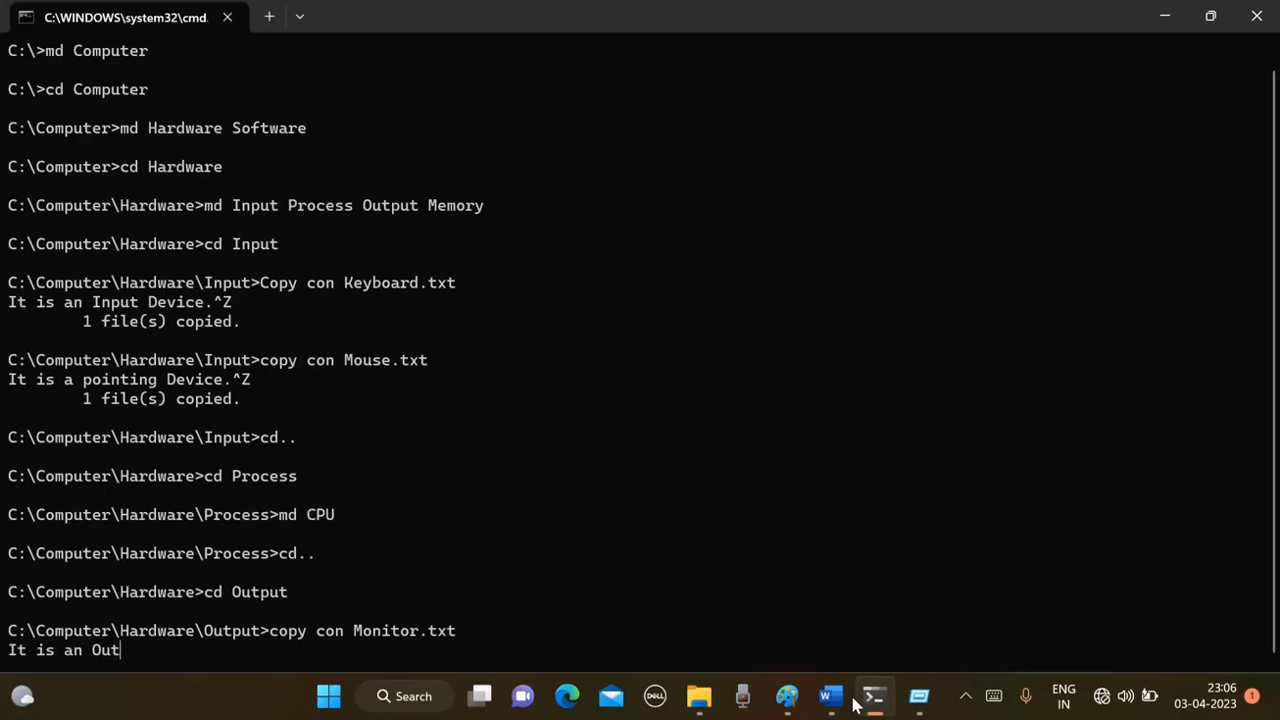 C:\WINDOWS\system32\cmd.
C:\>md Computer
C:\>cd Computer
C:\Computer>md Hardware Software
C:\Computer>cd Hardware
C:\Computer\Hardware>md Input Process Output Memory
C:\Computer\Hardware>cd Input
C:\Computer\Hardware\Input>Copy con Keyboard.txt
It is an Input Device.^Z
1 file(s) copied.
C:\Computer\Hardware\Input>copy con Mouse.txt
It is a pointing Device.^Z
1 file(s) copied.
C:\Computer\Hardware\Input>cd..
C:\Computer\Hardware>cd Process
C:\Computer\Hardware\Process>md CPU
C:\Computer\Hardware\Process>cd..
C:\Computer\Hardware>cd Output
C:\Computer\Hardware\Output>copy con Monitor.txt
It is an Out
Search
DELL
W
ENG
IN
23:06
03-04-2023
1